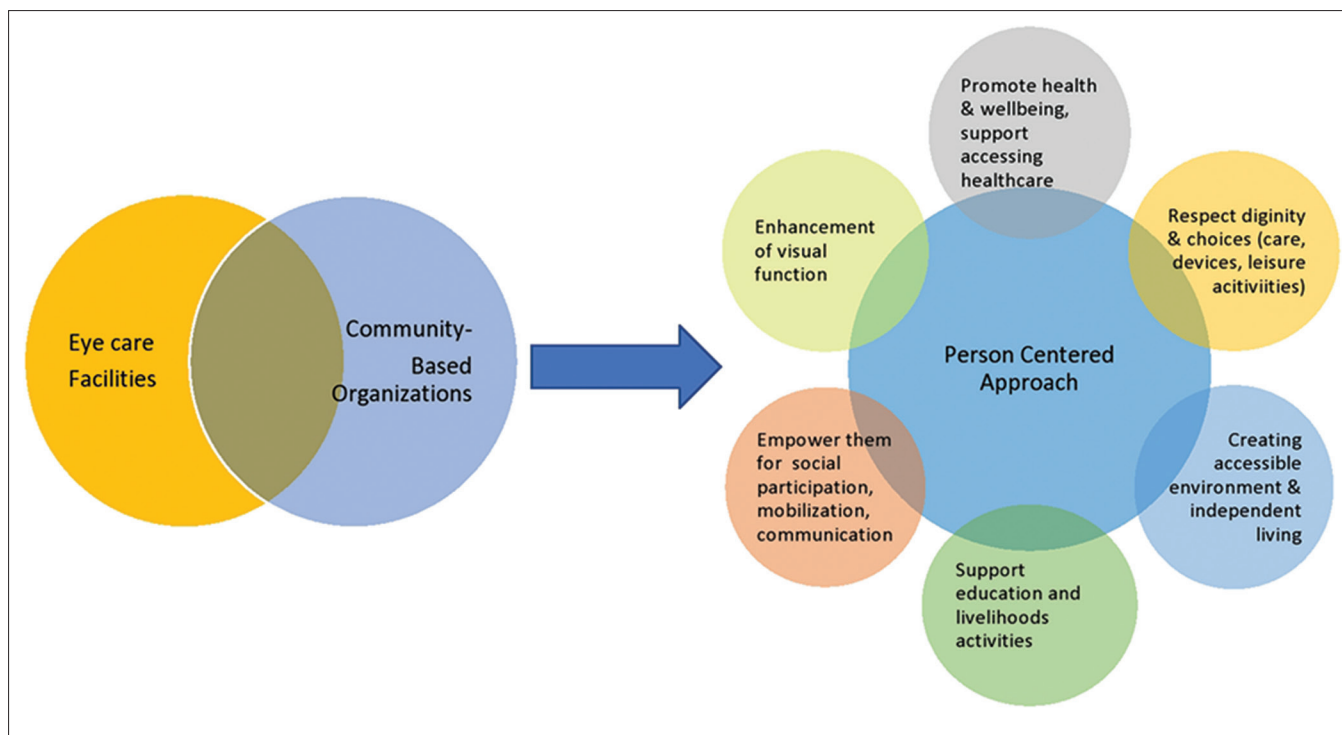 Eye care
Facilities
Community-
Based
Organizations
Promote health
& wellbeing,
support
accessing
healthcare
Enhancement
of visual
function
Respect diginity
& choices (care,
devices, leisure
acitiviities)
Person Centered
Approach
Empower them
for social
participation,
mobilization,
communication
Creating
accessible
environment &
independent
living
Support
education and
livelihoods
activities